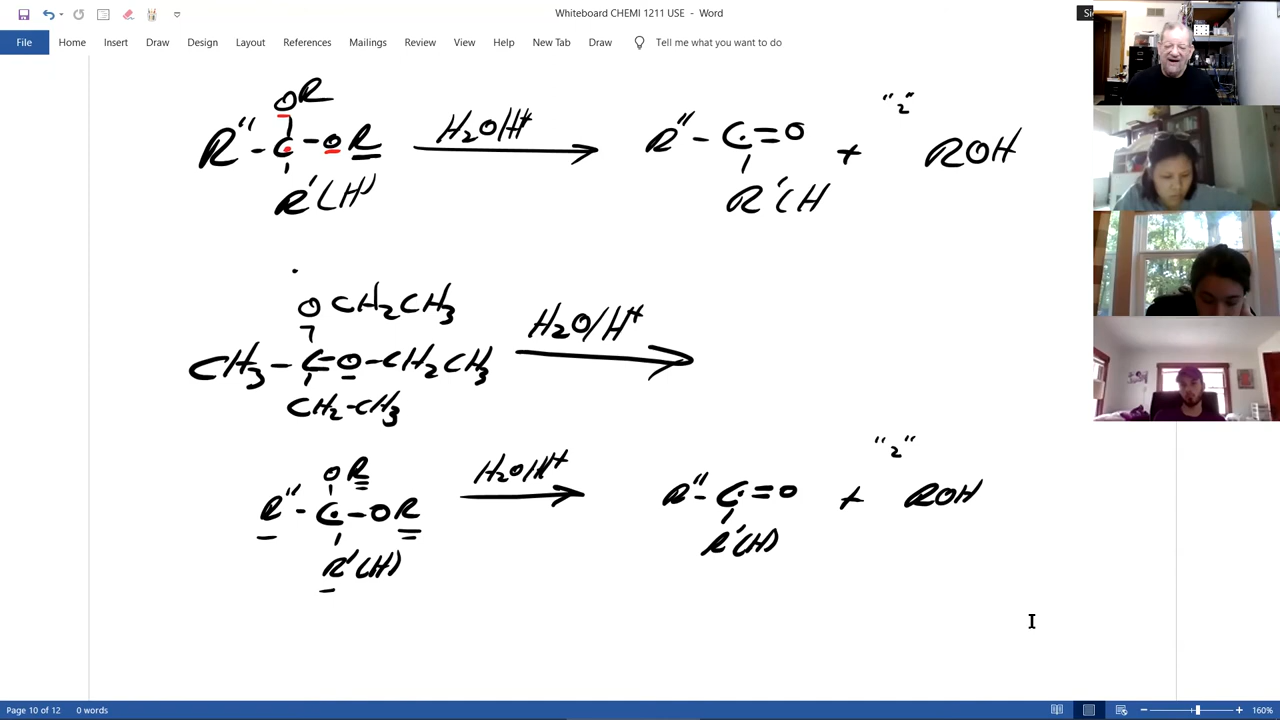 Whiteboard CHEMI 1211 USE - Word
Si
File Home Insert Draw Design Layout References Mailings Review View Help New Tab Draw Tell me what you want to do
OR
R" - C - OR H2O/H+ R" - C = O + "2" ROH
R'(H) R'(H
OCH2CH3
CH3 - C - O - CH2CH3 H2O/H+
CH2-CH3
OR
R" - C - OR H2O/H+ R" - C = O + "2" ROH
R'(H) R'(H)
Page 10 of 12 0 words 160%